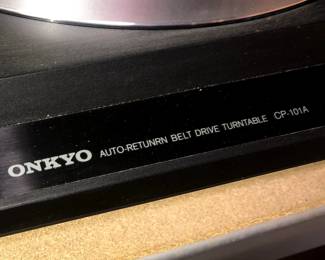 ONKYO AUTO-RETUNRN BELT DRIVE TURNTABLE CP-101A